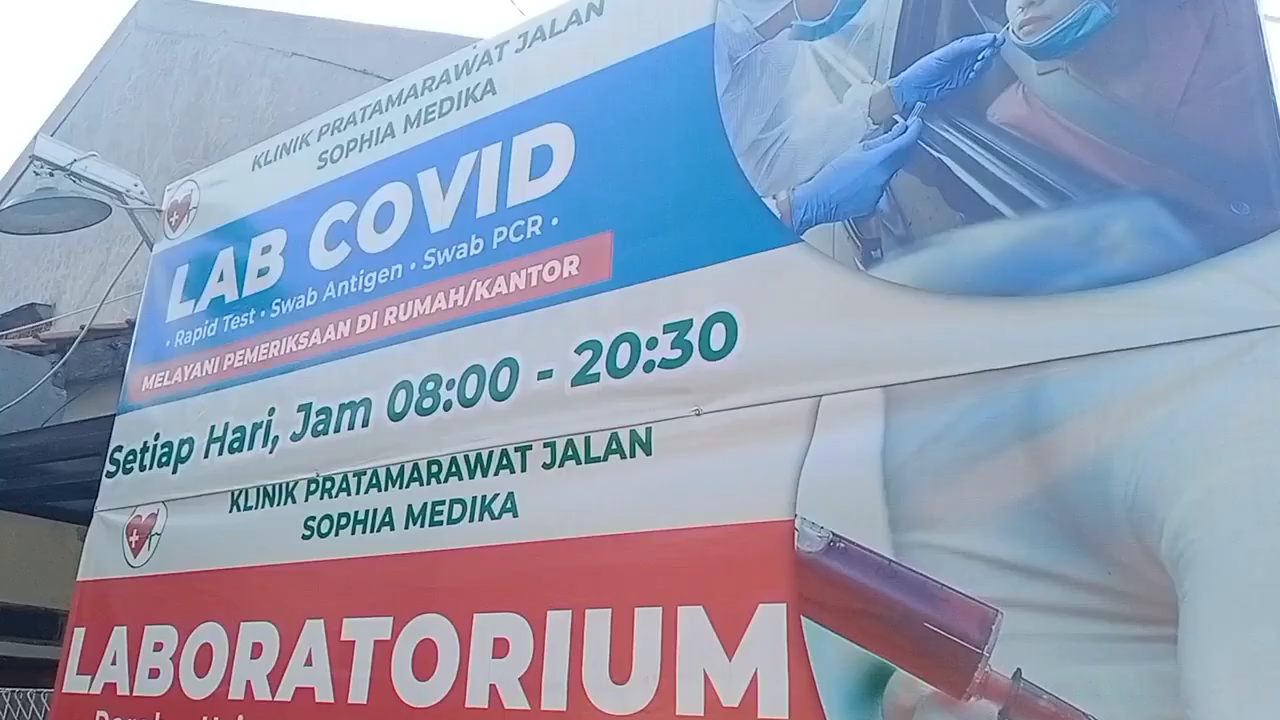 KLINIK PRATAMARAWAT JALAN
SOPHIA MEDIKA
LAB COVID
• Rapid Test • Swab Antigen • Swab PCR •
MELAYANI PEMERIKSAAN DI RUMAH/KANTOR
Setiap Hari, Jam 08:00 - 20:30
KLINIK PRATAMARAWAT JALAN
SOPHIA MEDIKA
LABORATORIUM